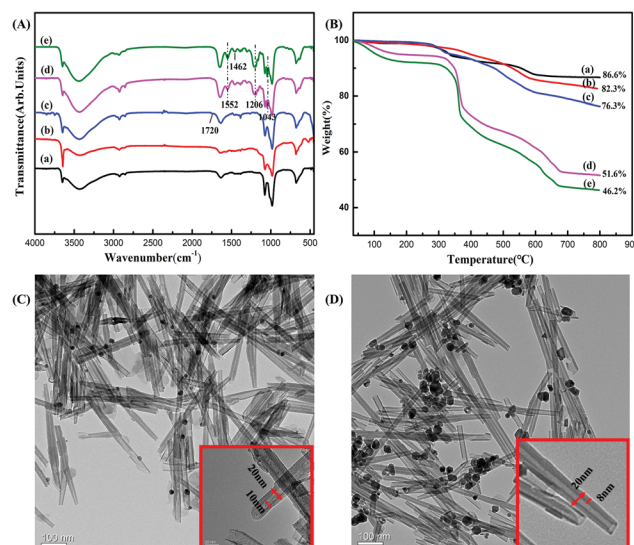 (A)
(e)
(d)
(c)
(b)
(a)
1462
1552
1206
1043
1720
Transmittance(Arb.Units)
4000 3500 3000 2500 2000 1500 1000 500
Wavenumber(cm-1)
(B)
100
80
60
40
Weight(%)
(a) 86.6%
(b) 82.3%
(c) 76.3%
(d) 51.6%
(e) 46.2%
100 200 300 400 500 600 700 800 900
Temperature(℃)
(C)
20nm
10nm
100 nm
(D)
20nm
8nm
100 nm